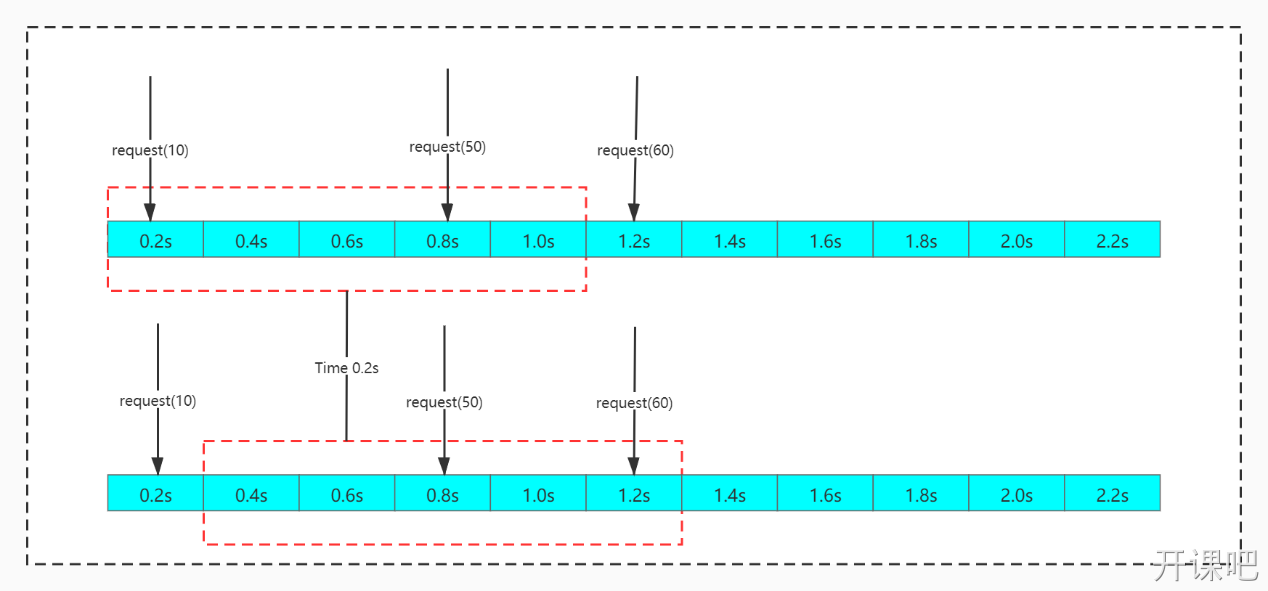 request(10)
request(50)
request(60)
0.2s 0.4s 0.6s 0.8s 1.0s 1.2s 1.4s 1.6s 1.8s 2.0s 2.2s
Time 0.2s
request(10)
request(50)
request(60)
0.2s 0.4s 0.6s 0.8s 1.0s 1.2s 1.4s 1.6s 1.8s 2.0s 2.2s
开课吧